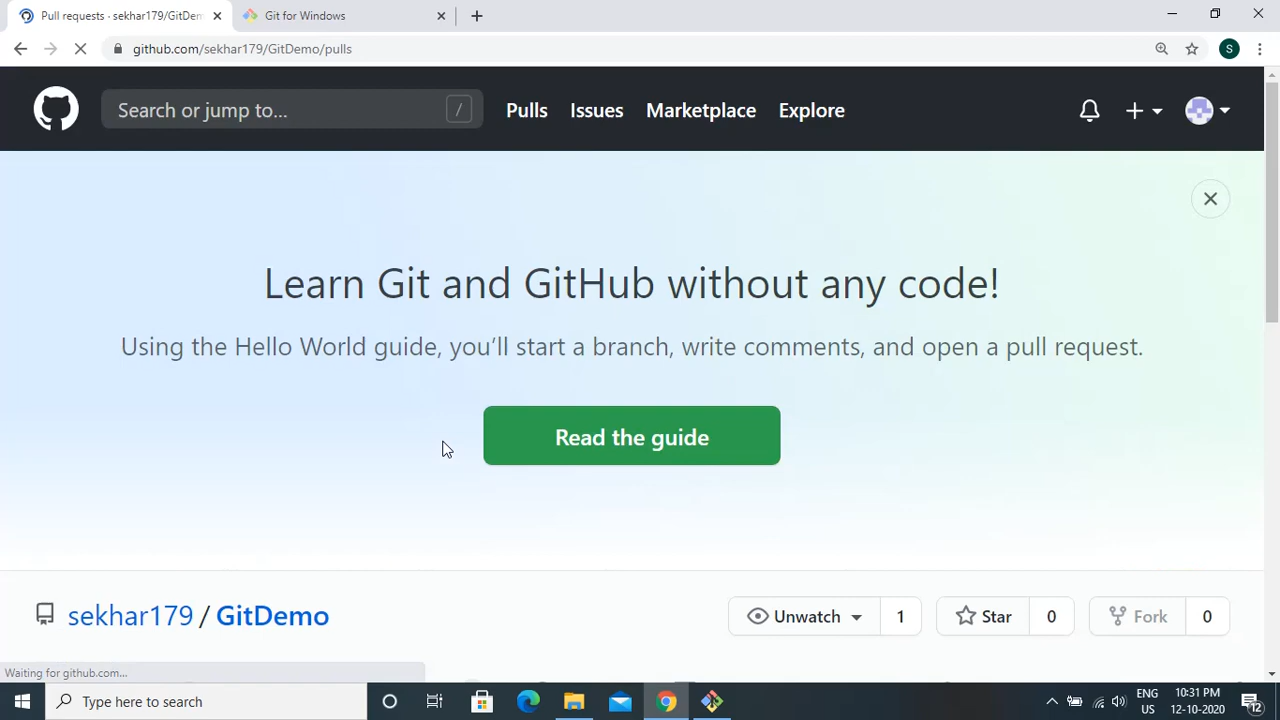 Pull requests · sekhar179/GitDem
Git for Windows
github.com/sekhar179/GitDemo/pulls
S
Search or jump to...
/
Pulls
Issues
Marketplace
Explore
Learn Git and GitHub without any code!
Using the Hello World guide, you’ll start a branch, write comments, and open a pull request.
Read the guide
sekhar179 / GitDemo
Unwatch
1
Star
0
Fork
0
Waiting for github.com...
Type here to search
ENG
US
10:31 PM
12-10-2020
12